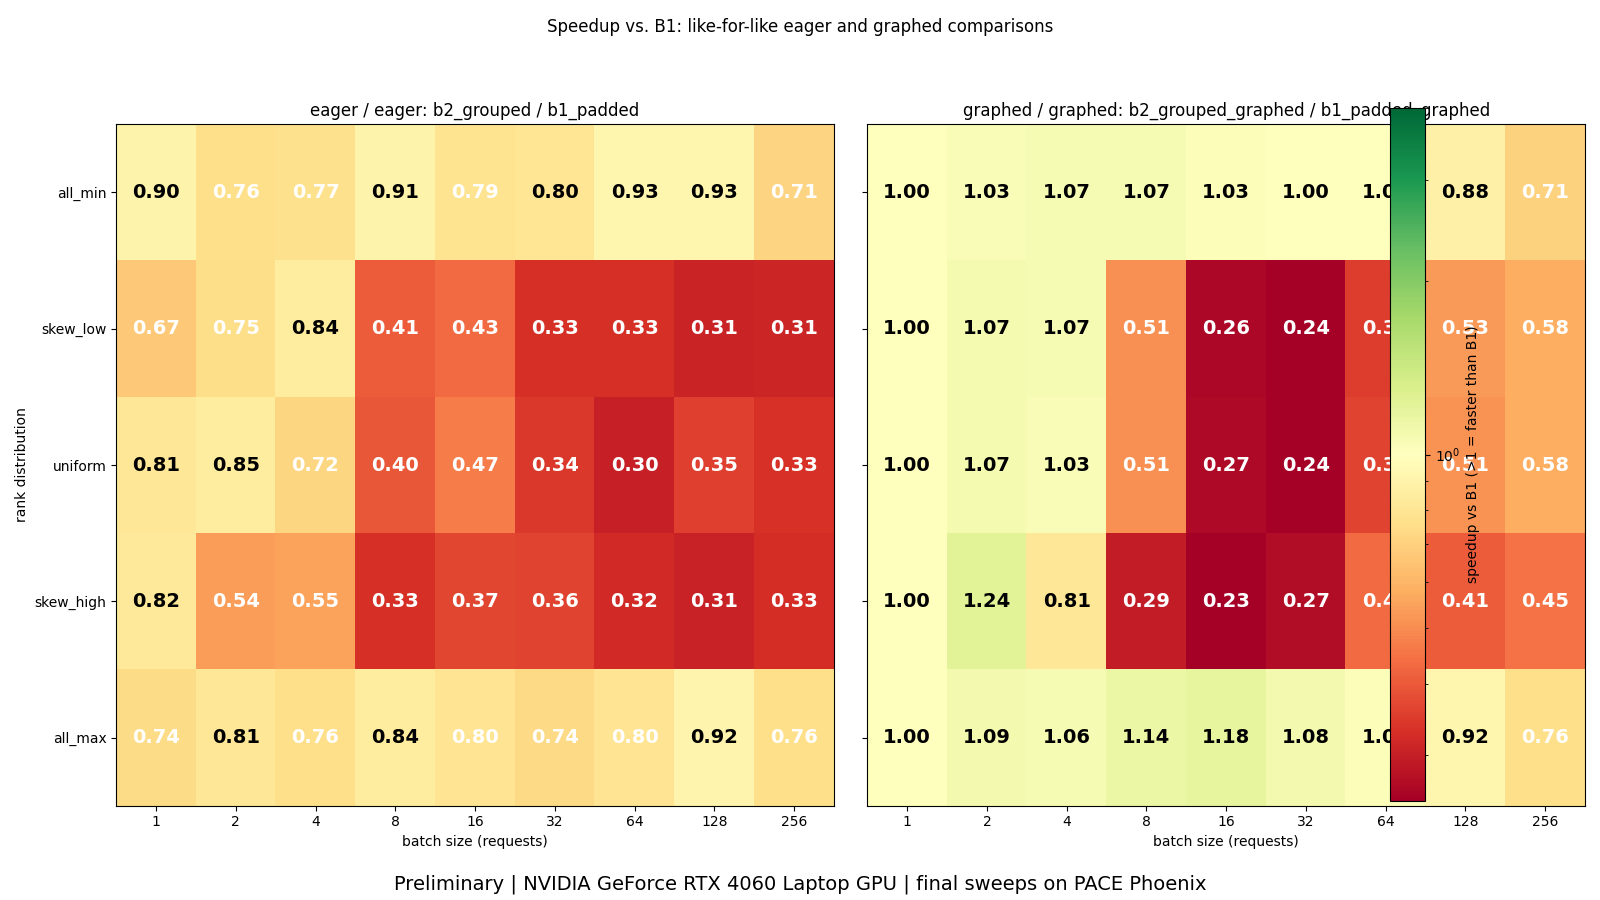 Speedup vs. B1: like-for-like eager and graphed comparisons
eager / eager: b2_grouped / b1_padded
graphed / graphed: b2_grouped_graphed / b1_padded_graphed
rank distribution
all_min 0.90 0.76 0.77 0.91 0.79 0.80 0.93 0.93 0.71
skew_low 0.67 0.75 0.84 0.41 0.43 0.33 0.33 0.31 0.31
uniform 0.81 0.85 0.72 0.40 0.47 0.34 0.30 0.35 0.33
skew_high 0.82 0.54 0.55 0.33 0.37 0.36 0.32 0.31 0.33
all_max 0.74 0.81 0.76 0.84 0.80 0.74 0.80 0.92 0.76
1 2 4 8 16 32 64 128 256
batch size (requests)
1.00 1.03 1.07 1.07 1.03 1.00 0.88 0.71
1.00 1.07 1.07 0.51 0.26 0.24 0.53 0.58
1.00 1.07 1.03 0.51 0.27 0.24 0.51 0.58
1.00 1.24 0.81 0.29 0.23 0.27 0.41 0.45
1.00 1.09 1.06 1.14 1.18 1.08 0.92 0.76
1 2 4 8 16 32 64 128 256
batch size (requests)
10⁰
speedup vs B1 (>1 = faster than B1)
Preliminary | NVIDIA GeForce RTX 4060 Laptop GPU | final sweeps on PACE Phoenix